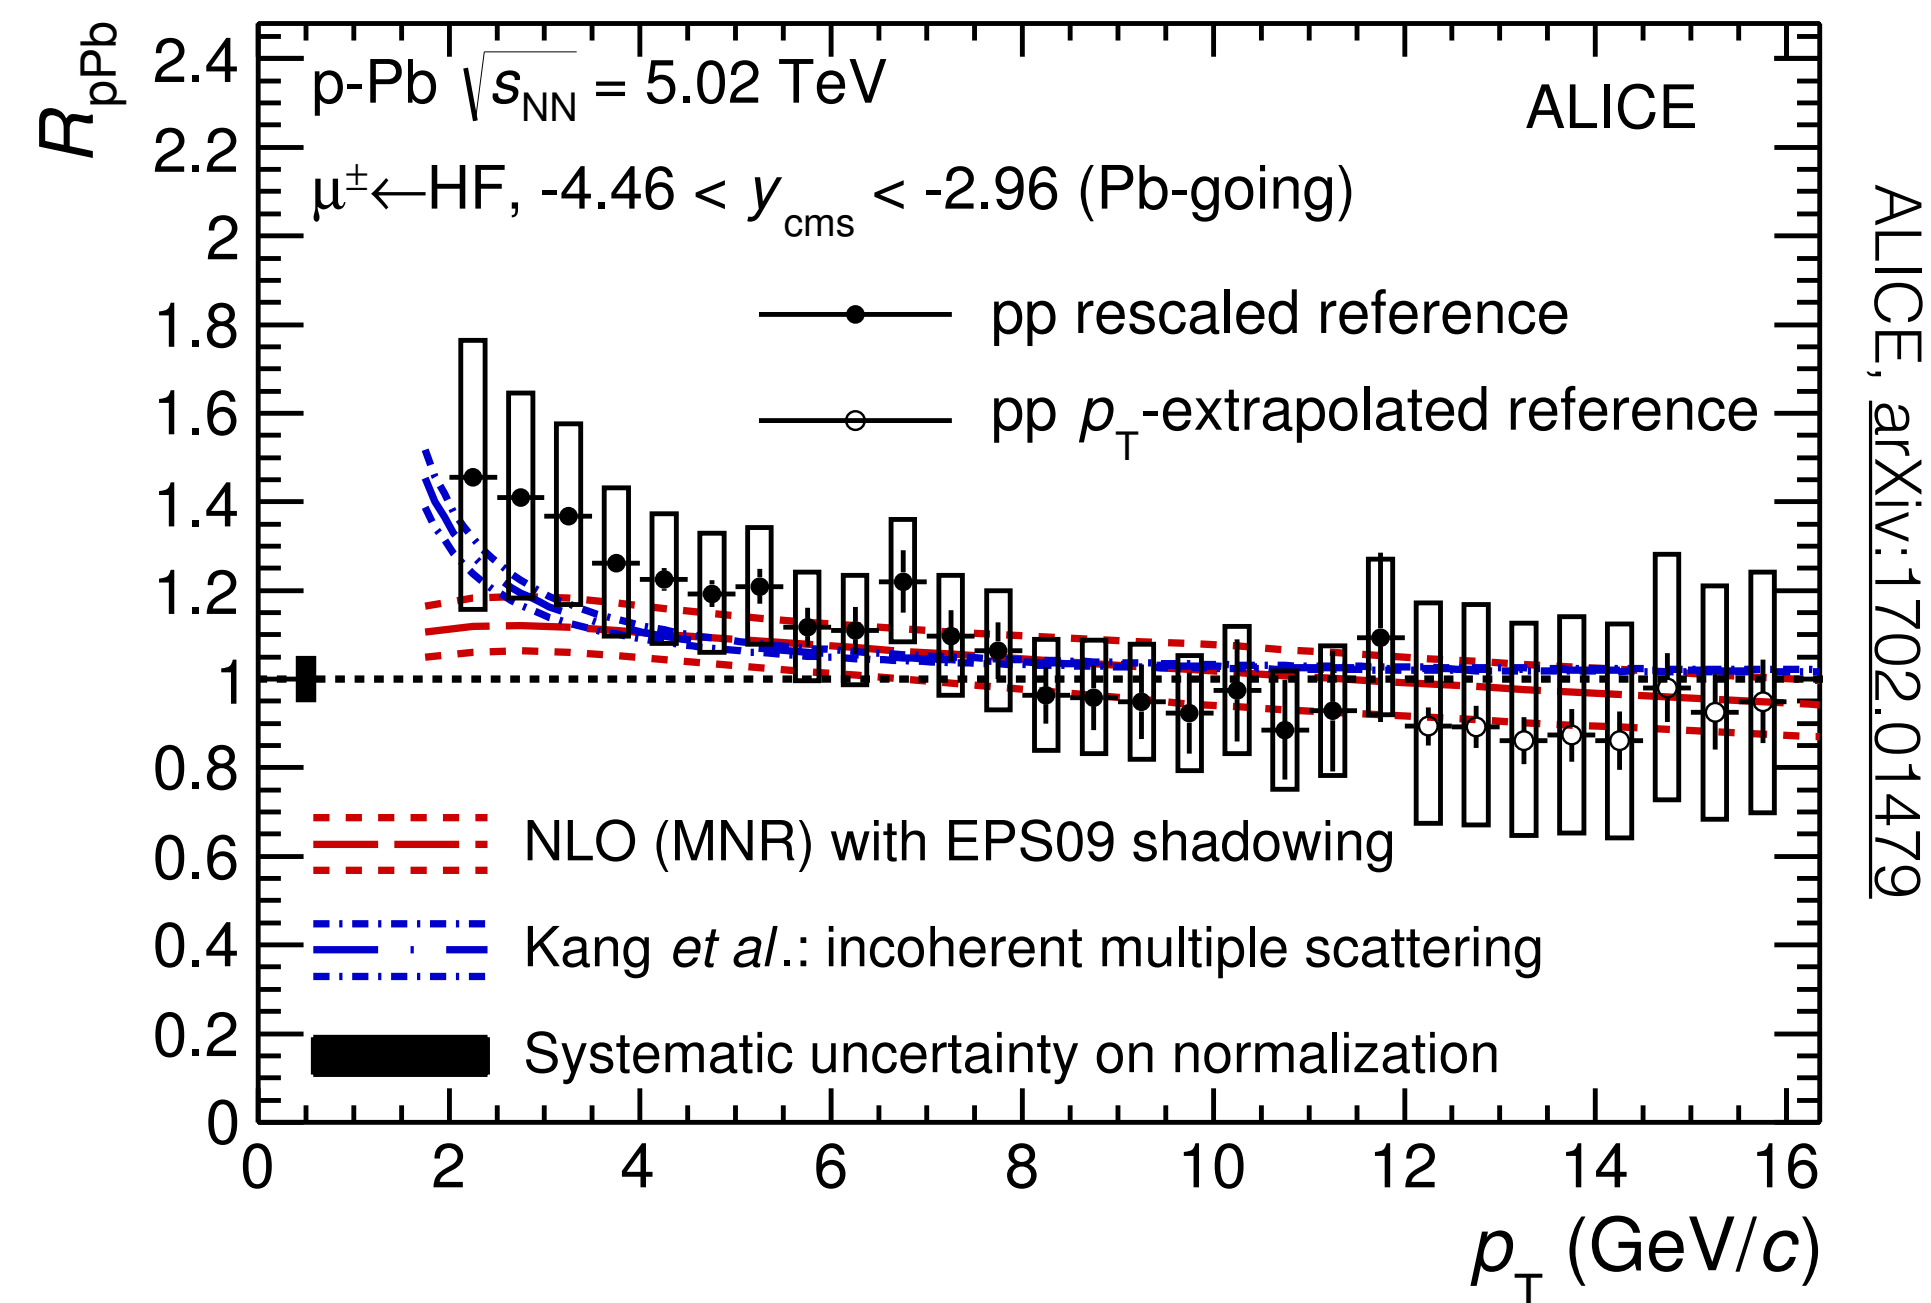 R_pPb
p-Pb √s_NN = 5.02 TeV
ALICE
μ±←HF, -4.46 < y_cms < -2.96 (Pb-going)
pp rescaled reference
pp p_T-extrapolated reference
NLO (MNR) with EPS09 shadowing
Kang et al.: incoherent multiple scattering
Systematic uncertainty on normalization
2.4
2.2
2
1.8
1.6
1.4
1.2
1
0.8
0.6
0.4
0.2
0
0 2 4 6 8 10 12 14 16
p_T (GeV/c)
ALICE, arXiv:1702.01479